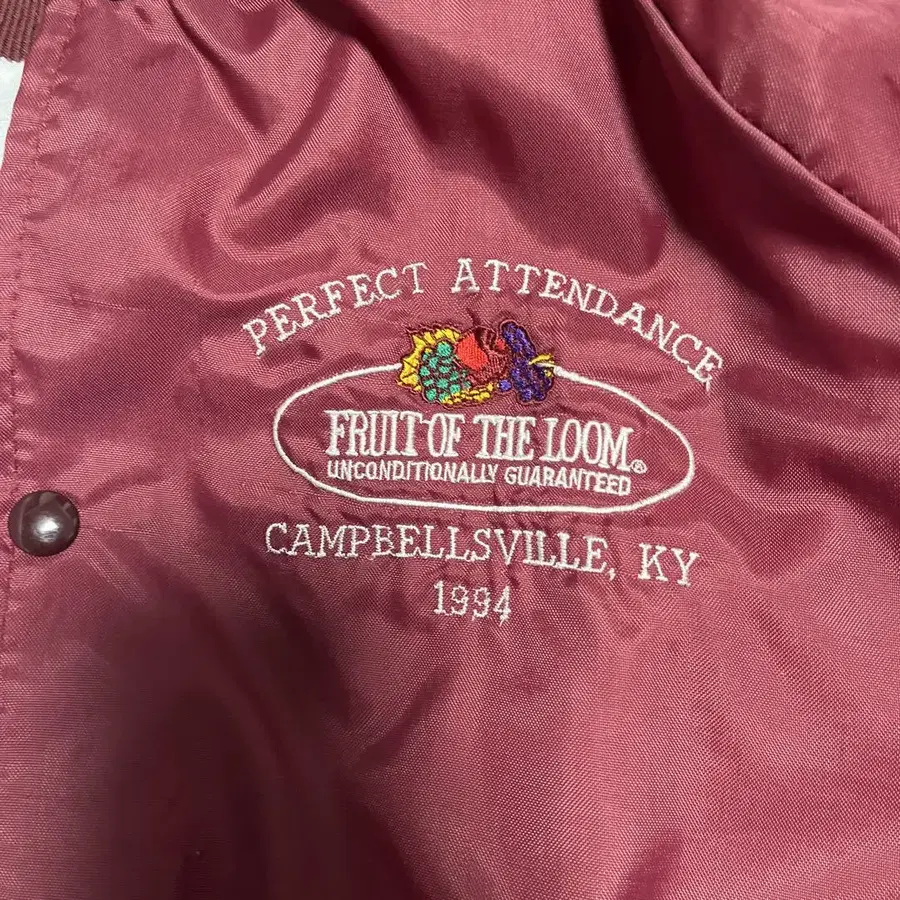 PERFECT ATTENDANCE
FRUIT OF THE LOOM®
UNCONDITIONALLY GUARANTEED
CAMPBELLSVILLE, KY
1994